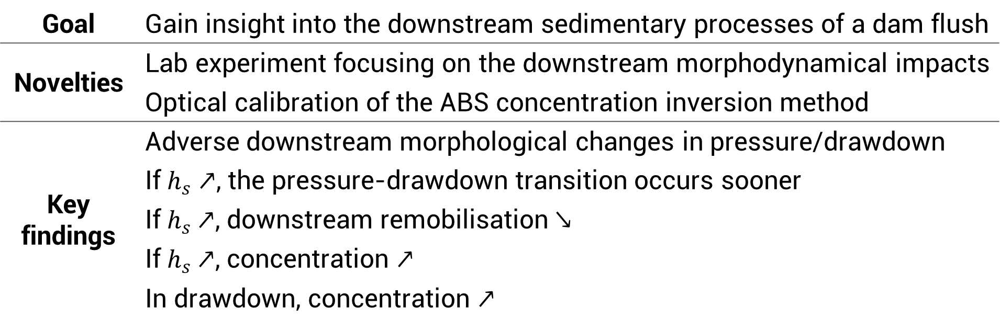 Goal
Gain insight into the downstream sedimentary processes of a dam flush
Novelties
Lab experiment focusing on the downstream morphodynamical impacts
Optical calibration of the ABS concentration inversion method
Key
findings
Adverse downstream morphological changes in pressure/drawdown
If hₛ ↗, the pressure-drawdown transition occurs sooner
If hₛ ↗, downstream remobilisation ↘
If hₛ ↗, concentration ↗
In drawdown, concentration ↗